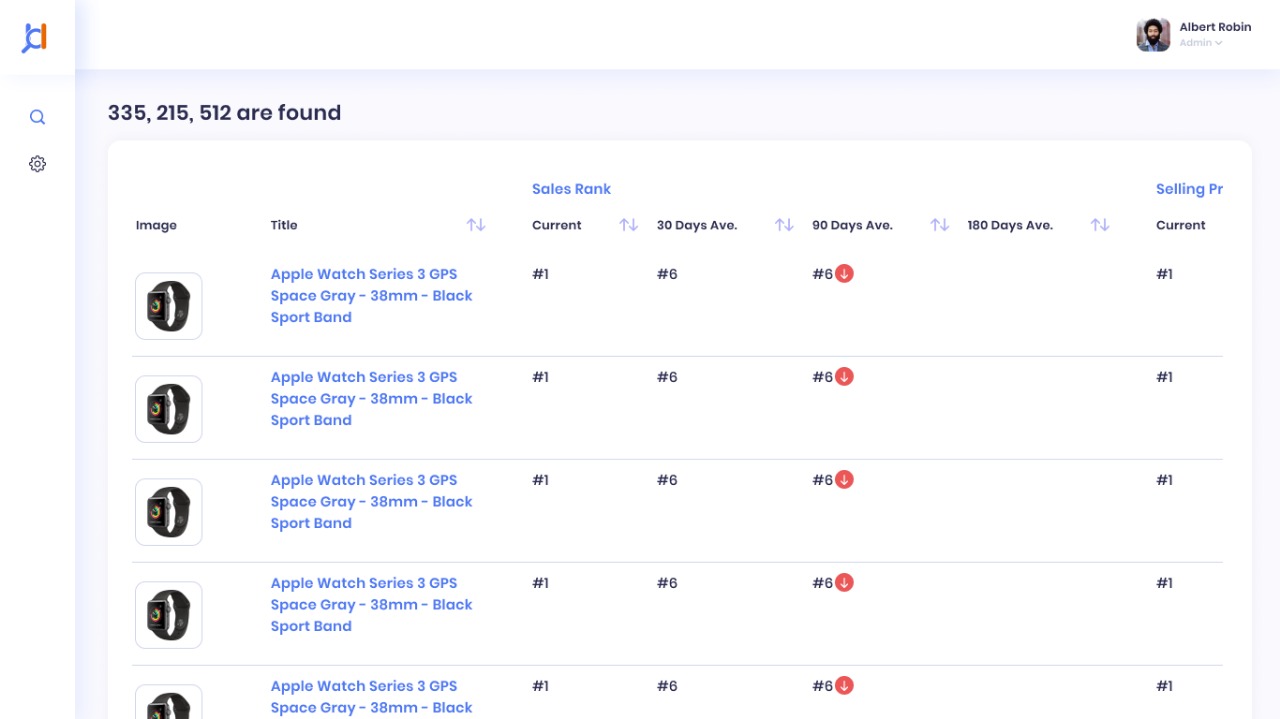 Albert Robin
Admin
335, 215, 512 are found
Sales Rank
Selling Pr
Image
Title
Current
30 Days Ave.
90 Days Ave.
180 Days Ave.
Current
Apple Watch Series 3 GPS
Space Gray - 38mm - Black
Sport Band
#1
#6
#6
#1
Apple Watch Series 3 GPS
Space Gray - 38mm - Black
Sport Band
#1
#6
#6
#1
Apple Watch Series 3 GPS
Space Gray - 38mm - Black
Sport Band
#1
#6
#6
#1
Apple Watch Series 3 GPS
Space Gray - 38mm - Black
Sport Band
#1
#6
#6
#1
Apple Watch Series 3 GPS
Space Gray - 38mm - Black
#1
#6
#6
#1